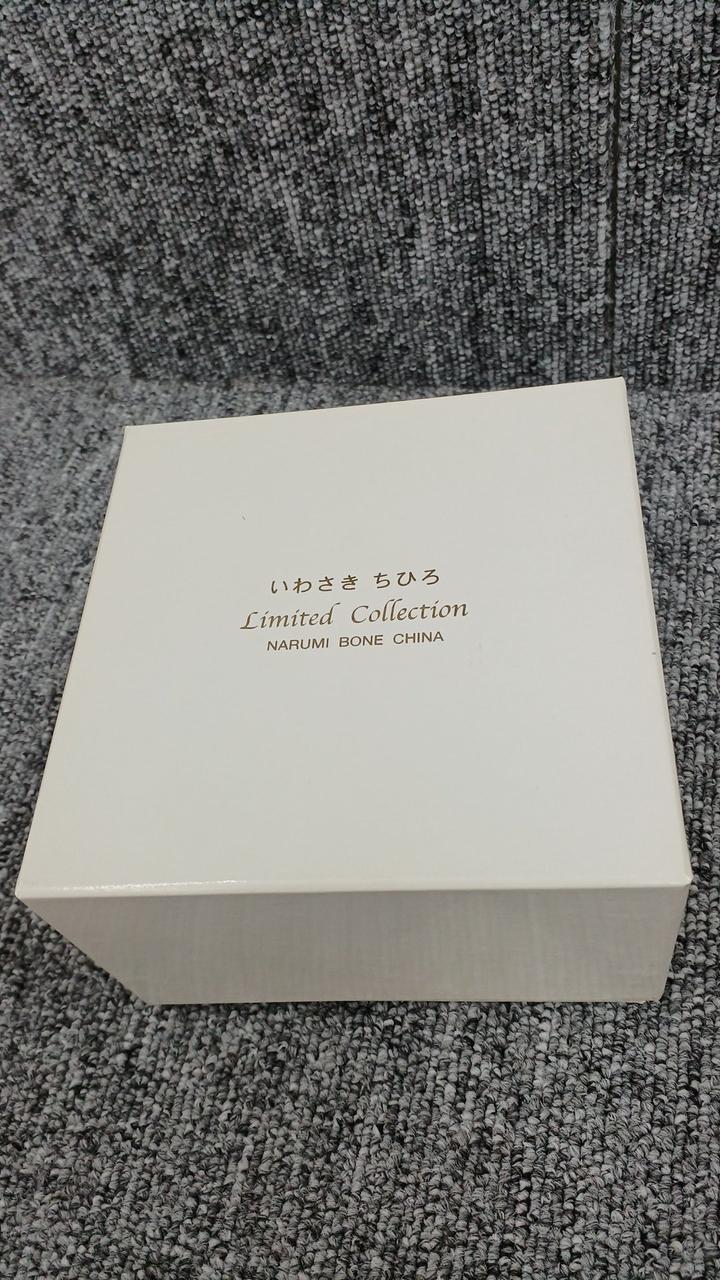 いわさき ちひろ
Limited Collection
NARUMI BONE CHINA